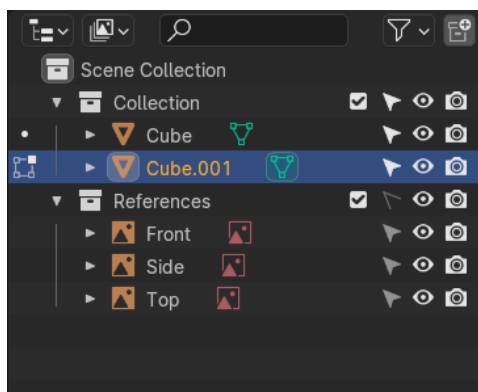 Scene Collection
Collection
Cube
Cube.001
References
Front
Side
Top